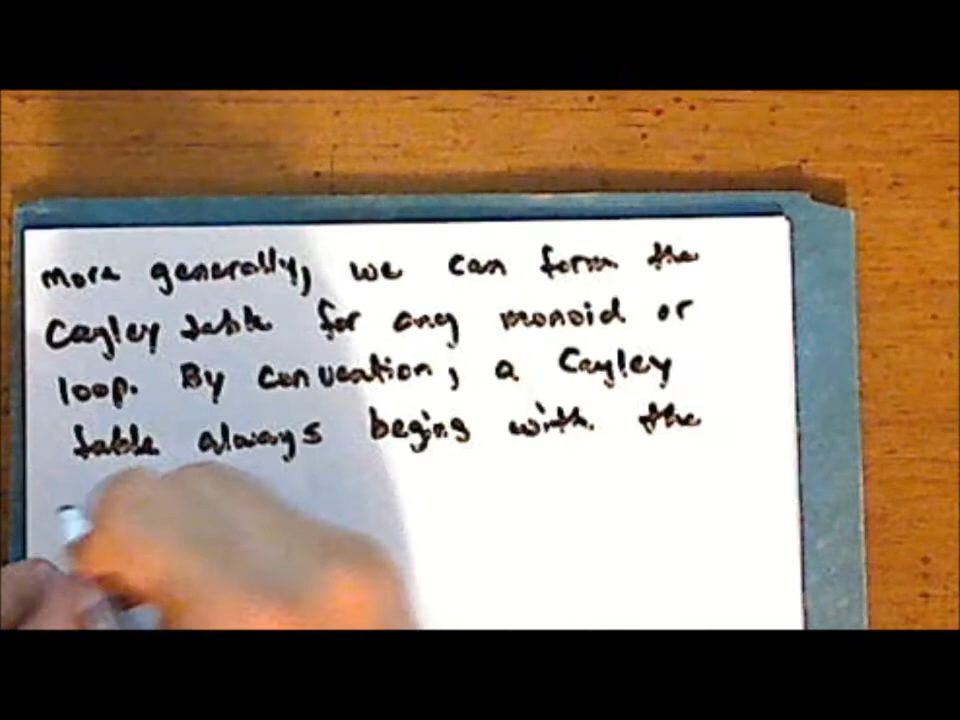 More generally, we can form the
Cayley table for any monoid or
loop. By convention, a Cayley
table always begins with the